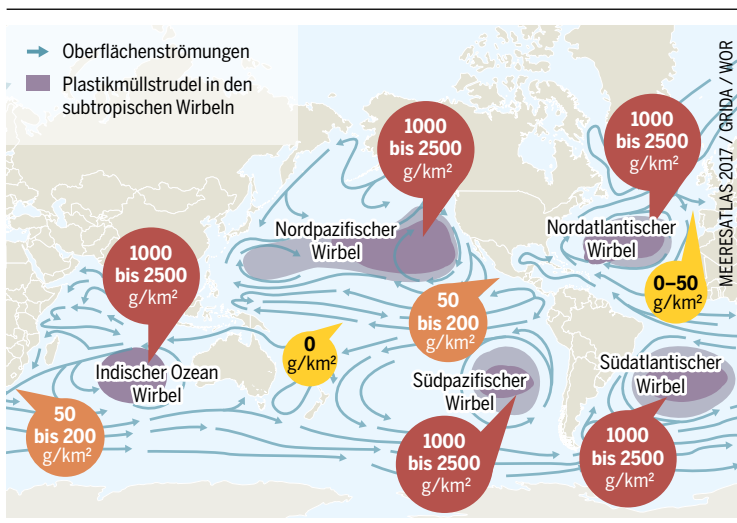 Oberflächenströmungen
Plastikmüllstrudel in den
subtropischen Wirbeln
MEERESATLAS 2017 / GRIDA / WOR
1000
bis 2500
g/km²
Nordpazifischer
Wirbel
1000
bis 2500
g/km²
Nordatlantischer
Wirbel
0–50
g/km²
1000
bis 2500
g/km²
Indischer Ozean
Wirbel
0
g/km²
50
bis 200
g/km²
Südpazifischer
Wirbel
Südatlantischer
Wirbel
50
bis 200
g/km²
1000
bis 2500
g/km²
1000
bis 2500
g/km²